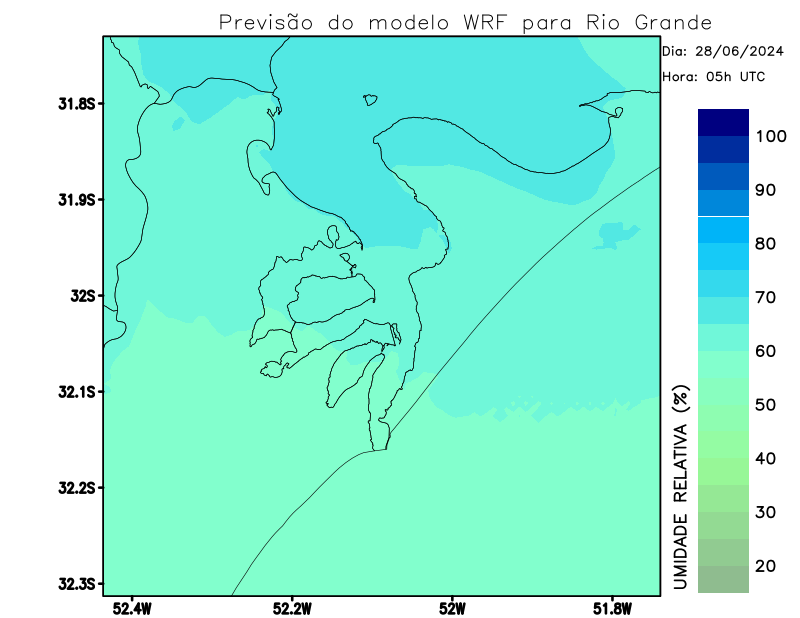 Previsão do modelo WRF para Rio Grande
Dia: 28/06/2024
Hora: 05h UTC
31.8S
31.9S
32S
32.1S
32.2S
32.3S
52.4W
52.2W
52W
51.8W
100
90
80
70
60
50
40
30
20
UMIDADE RELATIVA (%)